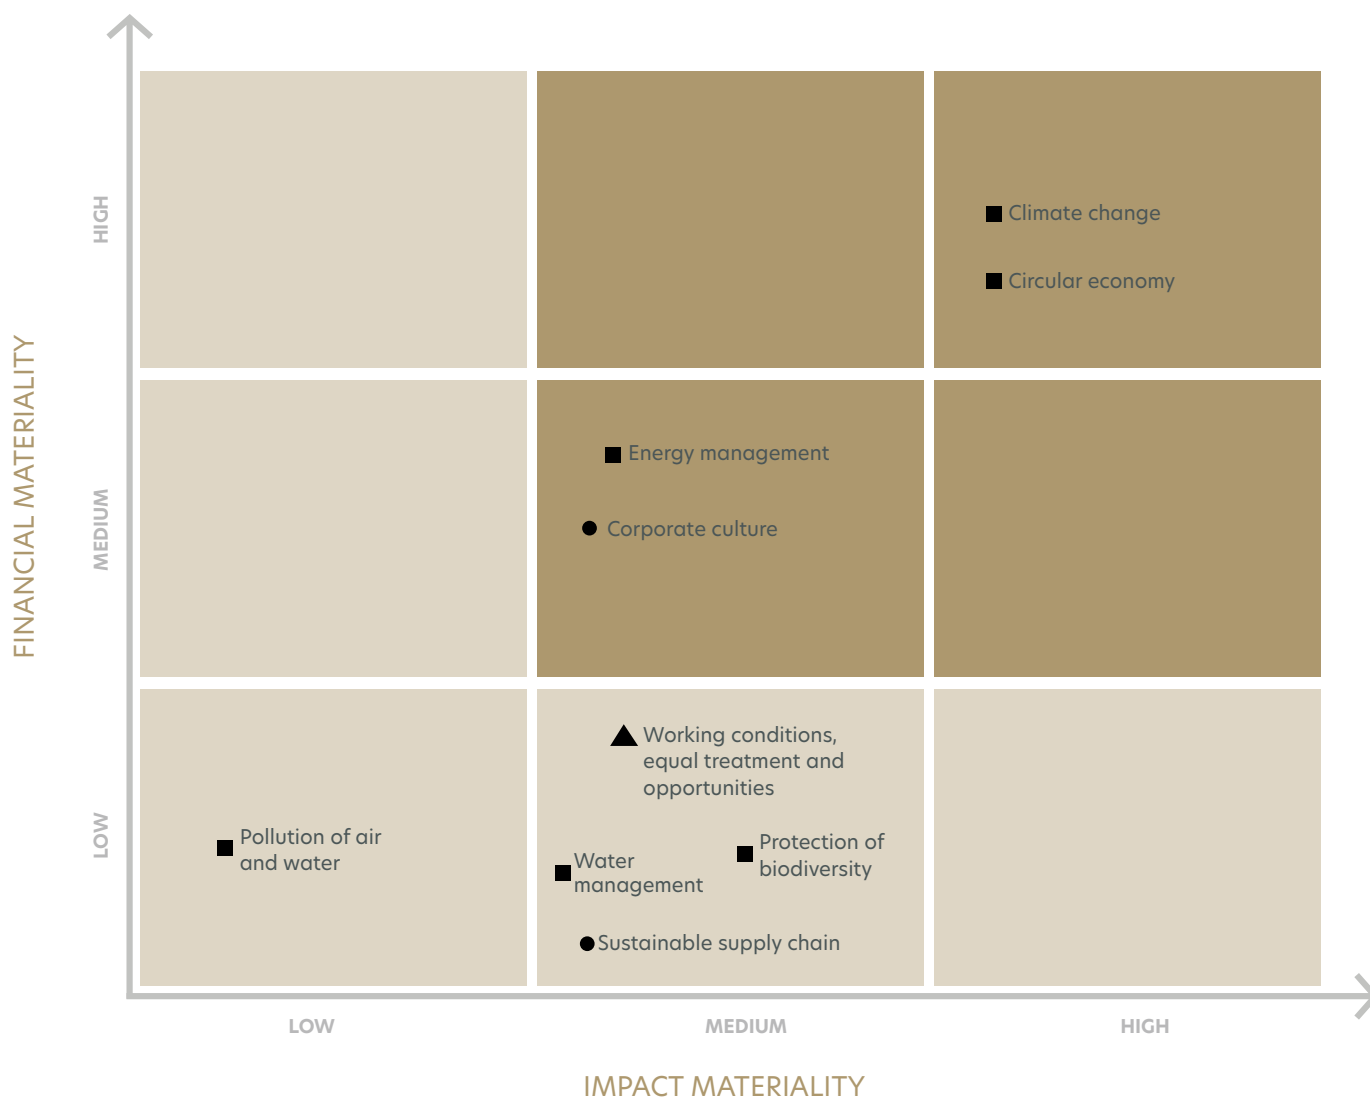 FINANCIAL MATERIALITY
HIGH
MEDIUM
LOW
Climate change
Circular economy
Energy management
Corporate culture
Working conditions,
equal treatment and
opportunities
Pollution of air
and water
Protection of
biodiversity
Water
management
Sustainable supply chain
LOW
MEDIUM
HIGH
IMPACT MATERIALITY